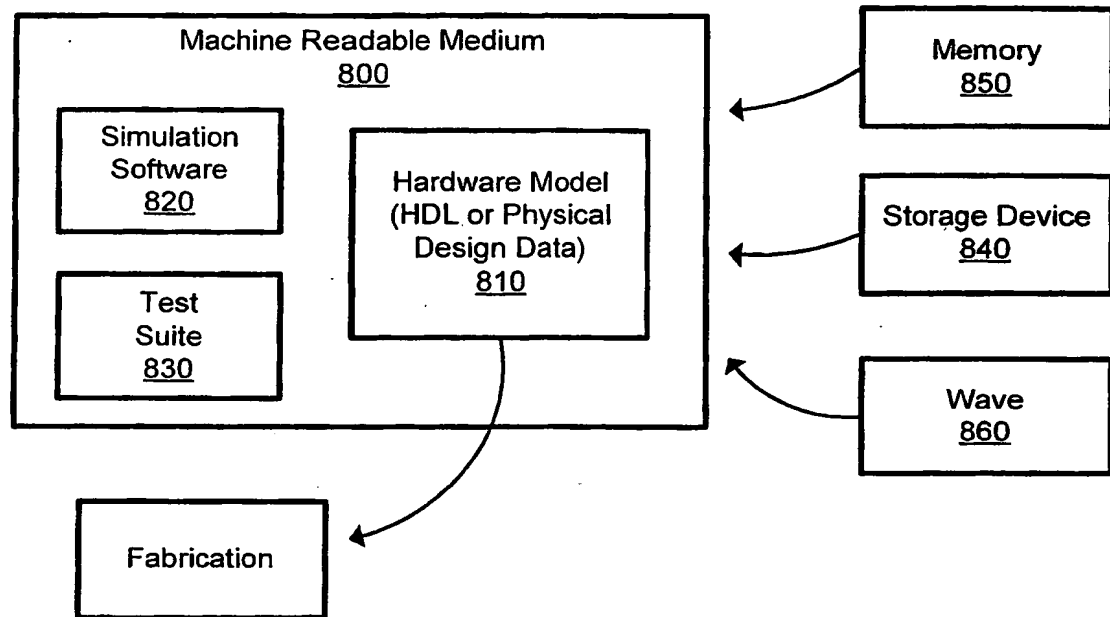 Machine Readable Medium
800
Simulation
Software
820
Test
Suite
830
Hardware Model
(HDL or Physical
Design Data)
810
Memory
850
Storage Device
840
Wave
860
Fabrication